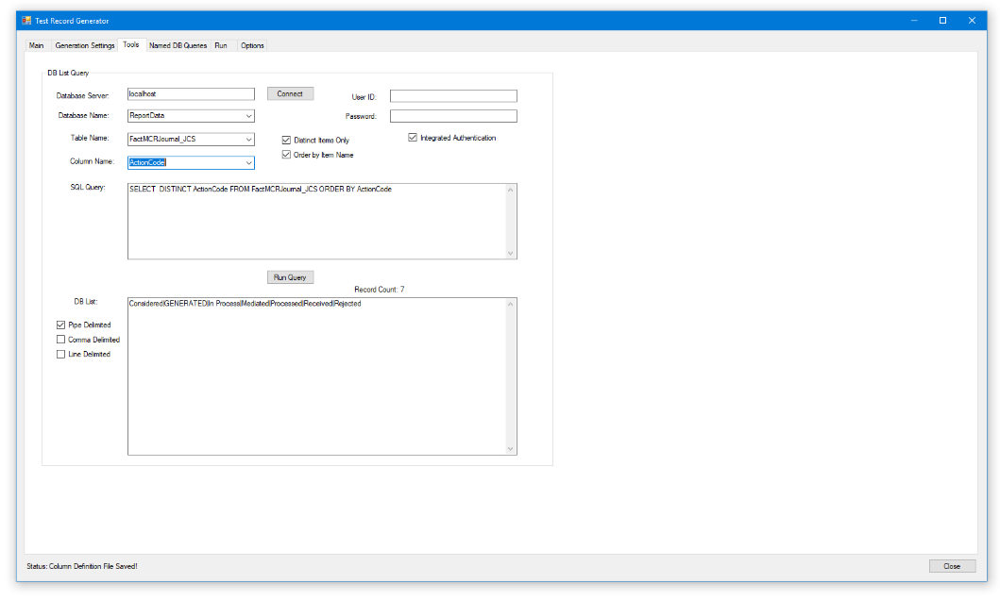 Test Record Generator
Main Generation Settings Tools Named DB Queries Run Options
DB List Query
Database Server: localhost Connect User ID:
Database Name: ReportData Password:
Table Name: FactMCRJournal_JCS Distinct Items Only Integrated Authentication
Order by Item Name
Column Name: ActionCode
SQL Query: SELECT  DISTINCT ActionCode FROM FactMCRJournal_JCS ORDER BY ActionCode
Run Query
Record Count: 7
DB List: Considered|GENERATED|In Process|Mediated|Processed|Received|Rejected
Pipe Delimited
Comma Delimited
Line Delimited
Status: Column Definition File Saved! Close